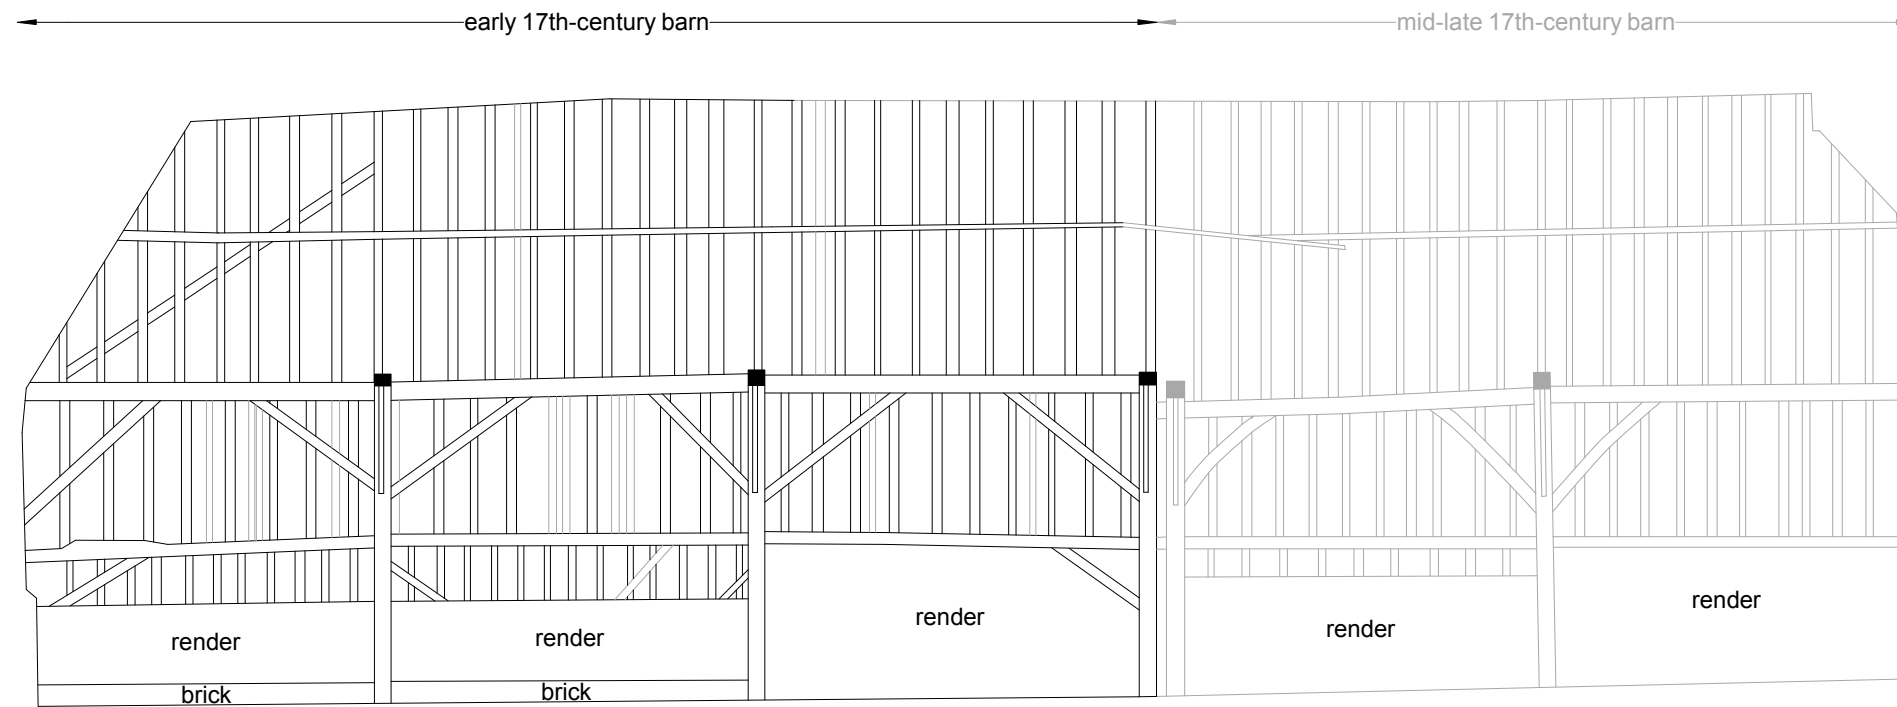 early 17th-century barn
mid-late 17th-century barn
render
render
render
render
render
brick
brick